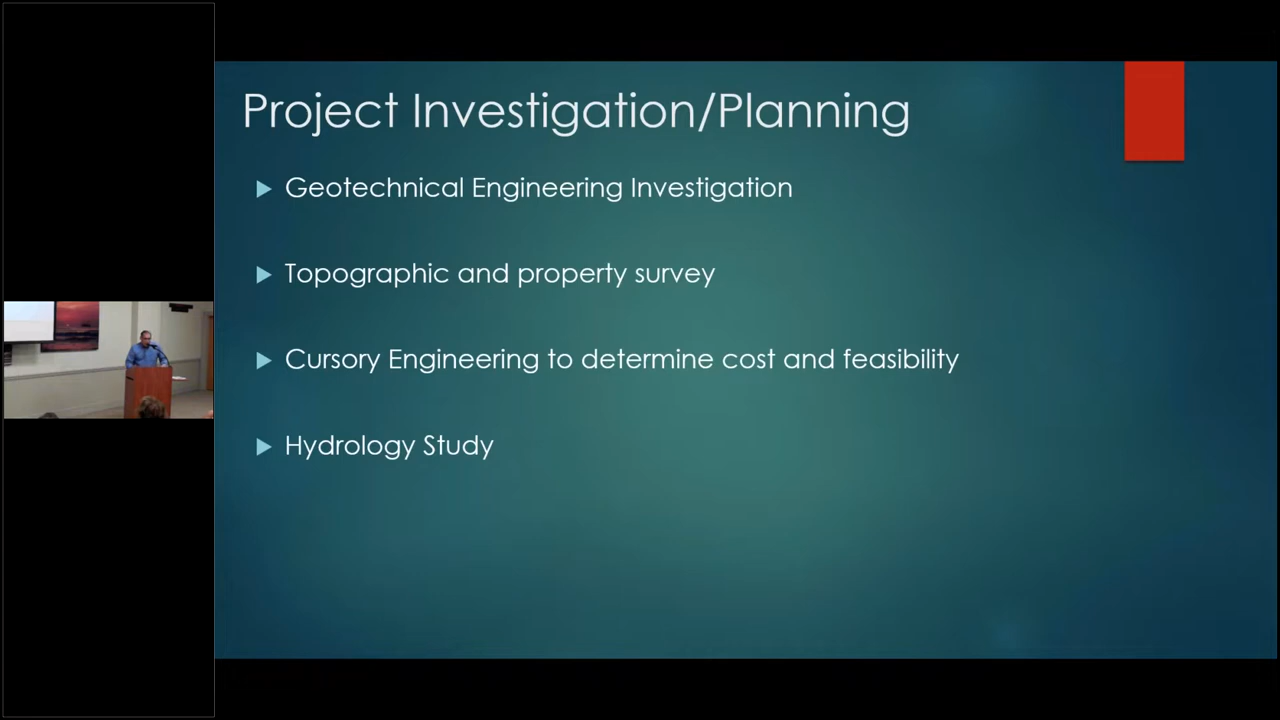 Project Investigation/Planning
Geotechnical Engineering Investigation
Topographic and property survey
Cursory Engineering to determine cost and feasibility
Hydrology Study